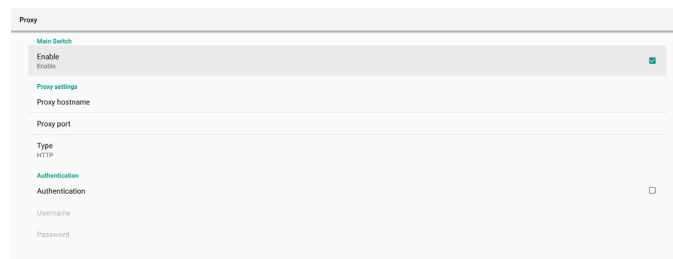 Proxy
Main Switch
Enable
Enable
Proxy settings
Proxy hostname
Proxy port
Type
HTTP
Authentication
Authentication
Username
Password